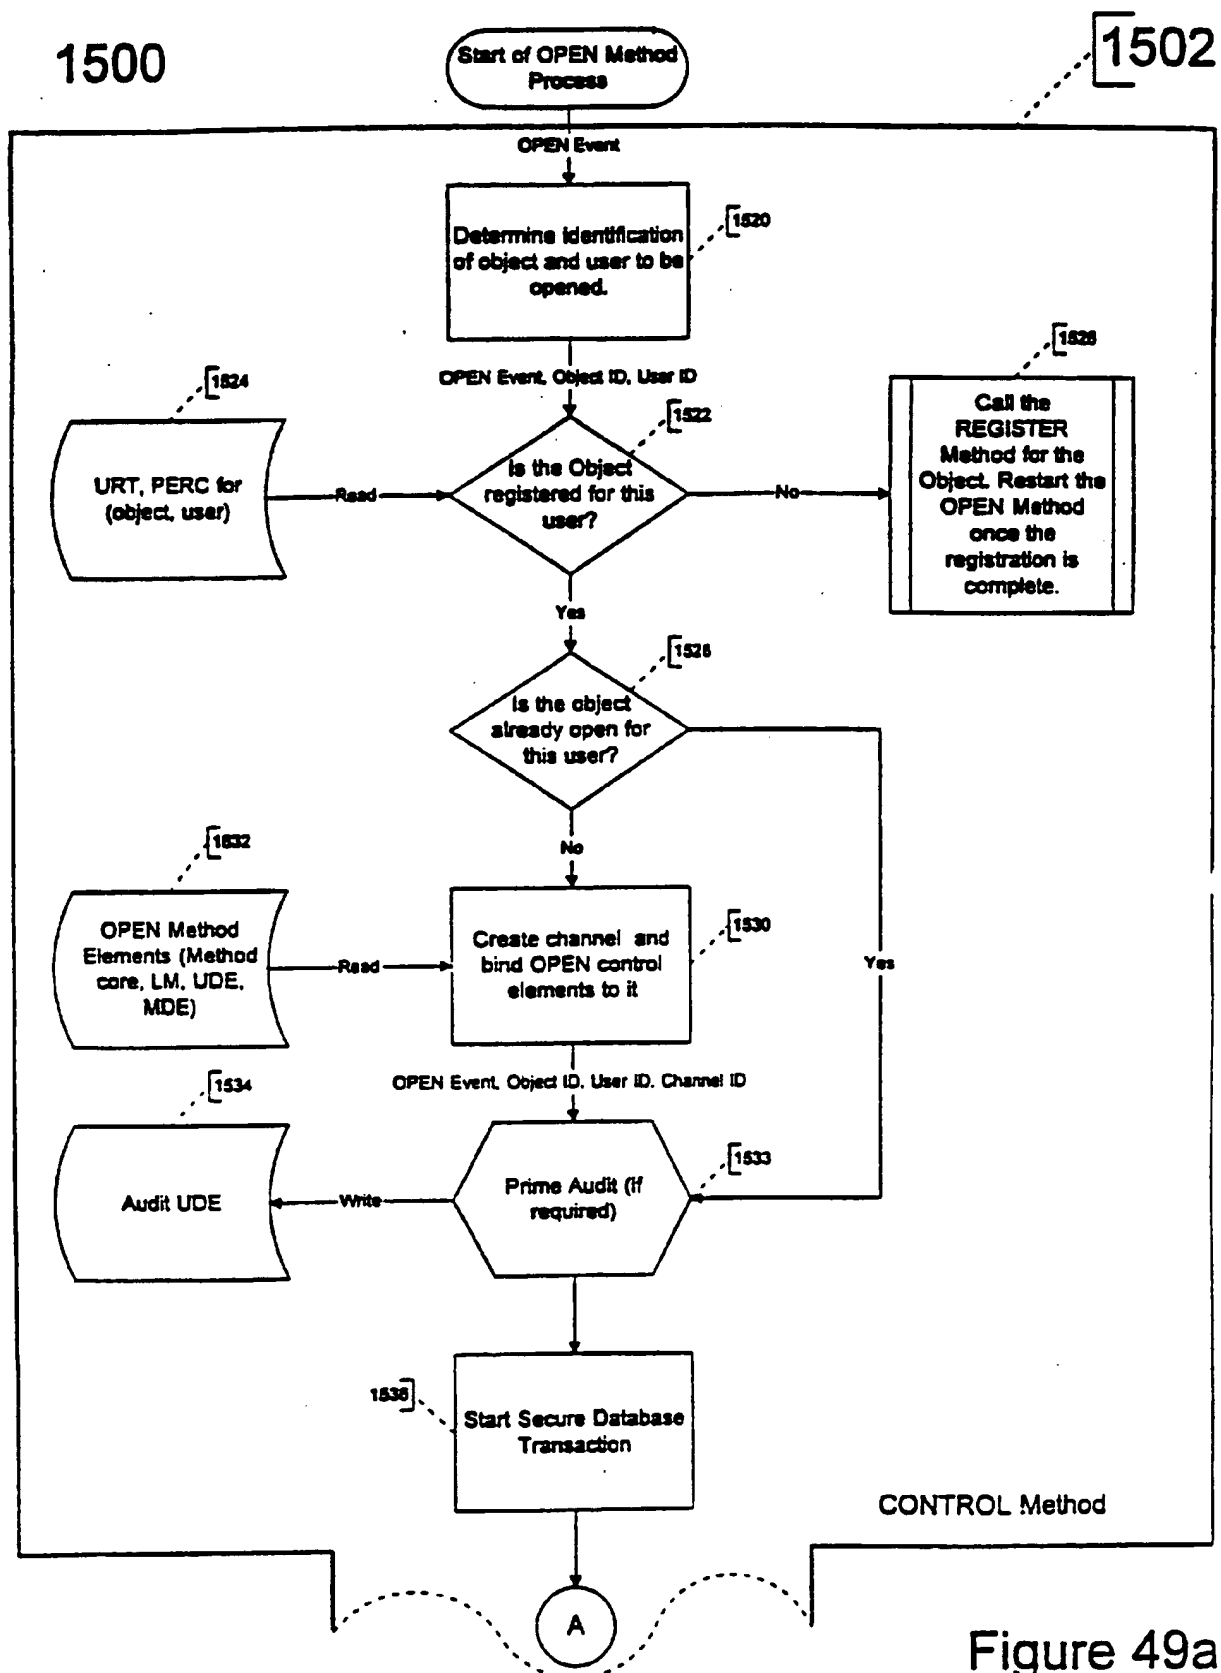 1500
Start of OPEN Method
Process
1502
OPEN Event
1520
Determine identification
of object and user to be
opened.
OPEN Event, Object ID, User ID
1524
1522
1526
URT, PERC for
(object, user)
Read
Is the Object
registered for this
user?
No
Call the
REGISTER
Method for the
Object. Restart the
OPEN Method
once the
registration is
complete.
Yes
1528
Is the object
already open for
this user?
No
Yes
1532
OPEN Method
Elements (Method
core, LM, UDE,
MDE)
Read
1530
Create channel and
bind OPEN control
elements to it
OPEN Event, Object ID, User ID, Channel ID
1534
1533
Audit UDE
Write
Prime Audit (if
required)
1536
Start Secure Database
Transaction
CONTROL Method
A
Figure 49a